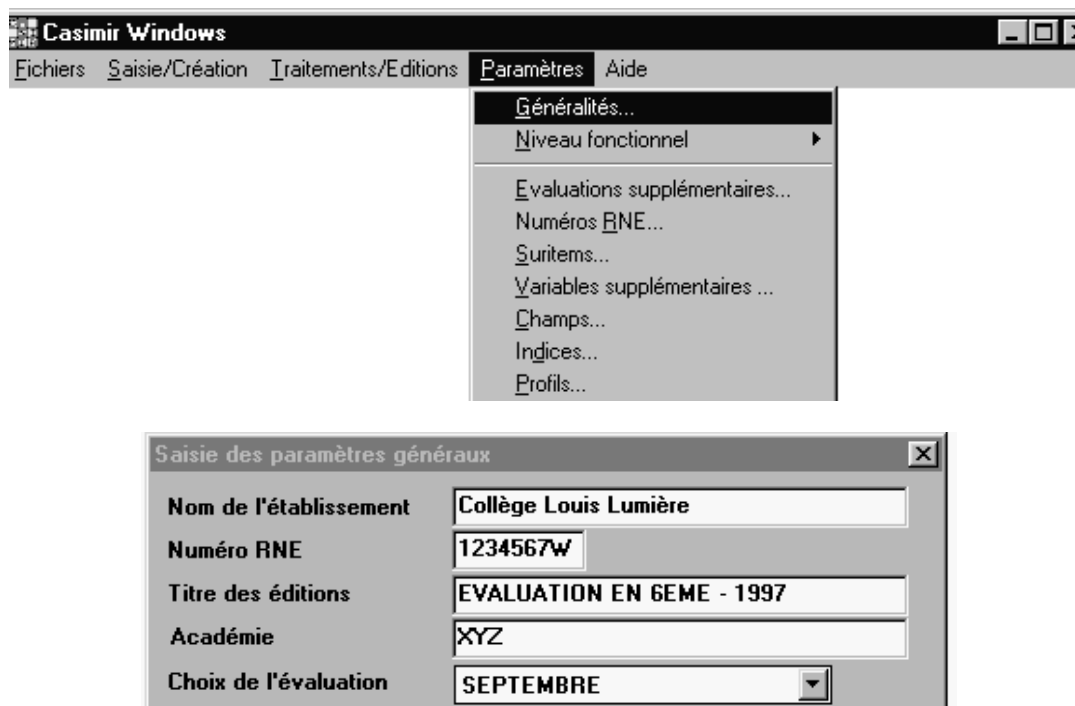 Casimir Windows
Fichiers Saisie/Création Traitements/Editions Paramètres Aide
Généralités...
Niveau fonctionnel
Evaluations supplémentaires...
Numéros RNE...
Suritems...
Variables supplémentaires ...
Champs...
Indices...
Profils...
Saisie des paramètres généraux
Nom de l'établissement Collège Louis Lumière
Numéro RNE 1234567W
Titre des éditions EVALUATION EN 6EME - 1997
Académie XYZ
Choix de l'évaluation SEPTEMBRE